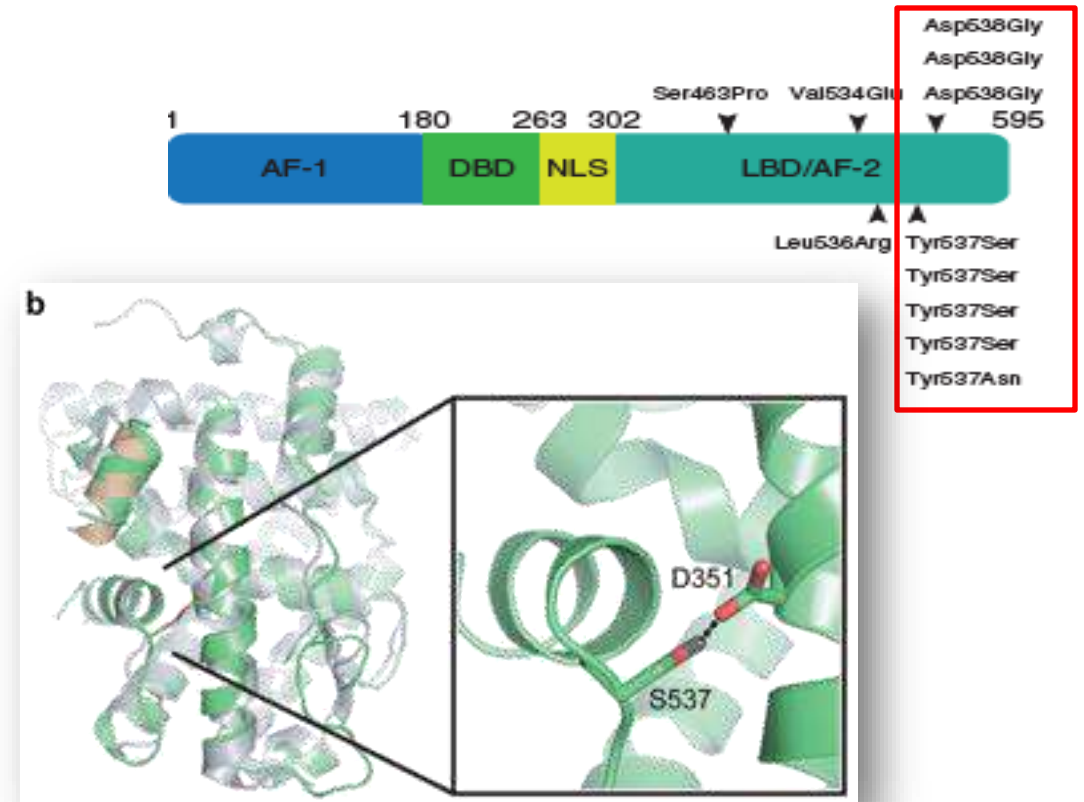 Asp538Gly
Asp538Gly
Ser463Pro Val534Glu Asp538Gly
1 180 263 302 595
AF-1 DBD NLS LBD/AF-2
Leu536Arg Tyr537Ser
Tyr537Ser
Tyr537Ser
Tyr537Ser
Tyr537Asn
b
D351
S537